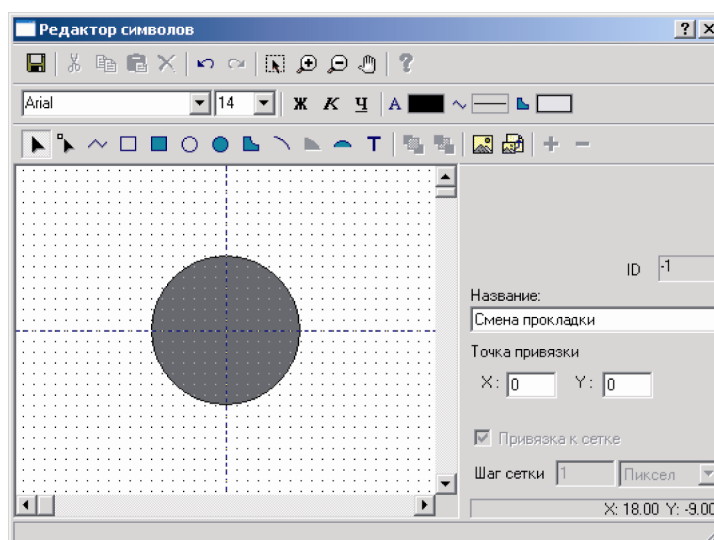 Редактор символов
Arial 14 Ж К Ч А
T
ID -1
Название:
Смена прокладки
Точка привязки
X: 0 Y: 0
Привязка к сетке
Шаг сетки 1 Пиксел
X: 18.00 Y: -9.00